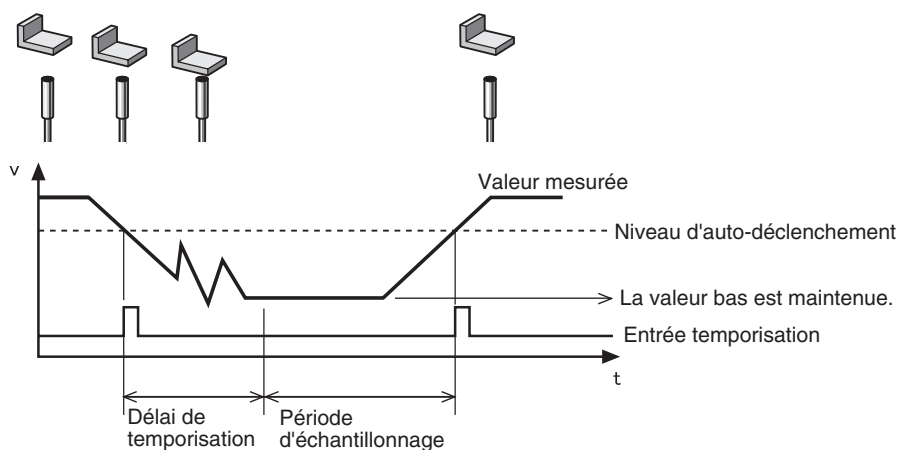 v
Valeur mesurée
Niveau d'auto-déclenchement
La valeur bas est maintenue.
Entrée temporisation
t
Délai de
temporisation
Période
d'échantillonnage